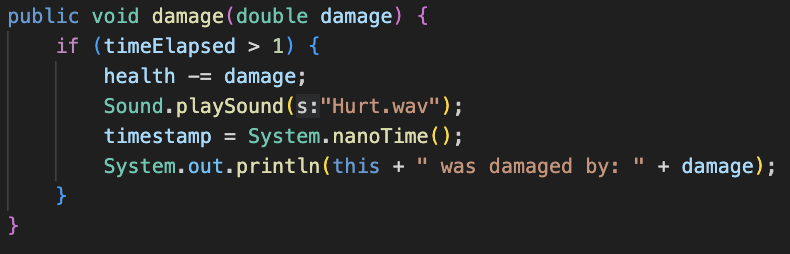 public void damage(double damage) {
if (timeElapsed > 1) {
health -= damage;
Sound.playSound(s:"Hurt.wav");
timestamp = System.nanoTime();
System.out.println(this + " was damaged by: " + damage);
}
}